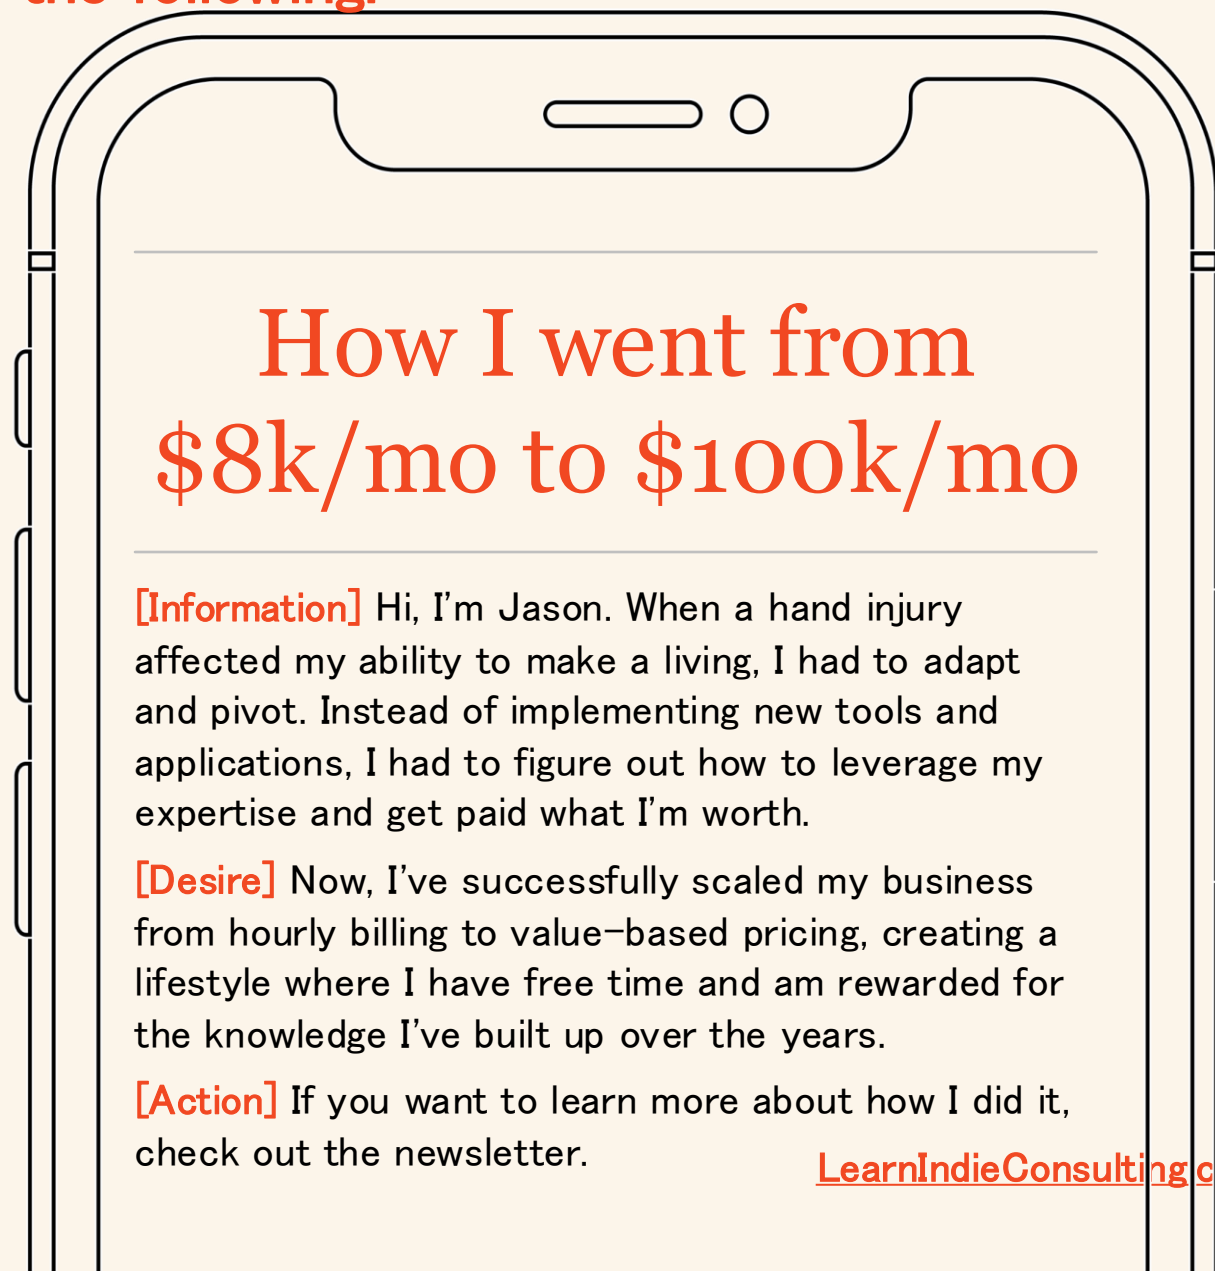 the following:
How I went from
$8k/mo to $100k/mo
[Information] Hi, I’m Jason. When a hand injury
affected my ability to make a living, I had to adapt
and pivot. Instead of implementing new tools and
applications, I had to figure out how to leverage my
expertise and get paid what I’m worth.
[Desire] Now, I’ve successfully scaled my business
from hourly billing to value-based pricing, creating a
lifestyle where I have free time and am rewarded for
the knowledge I’ve built up over the years.
[Action] If you want to learn more about how I did it,
check out the newsletter.
LearnIndieConsulting.c